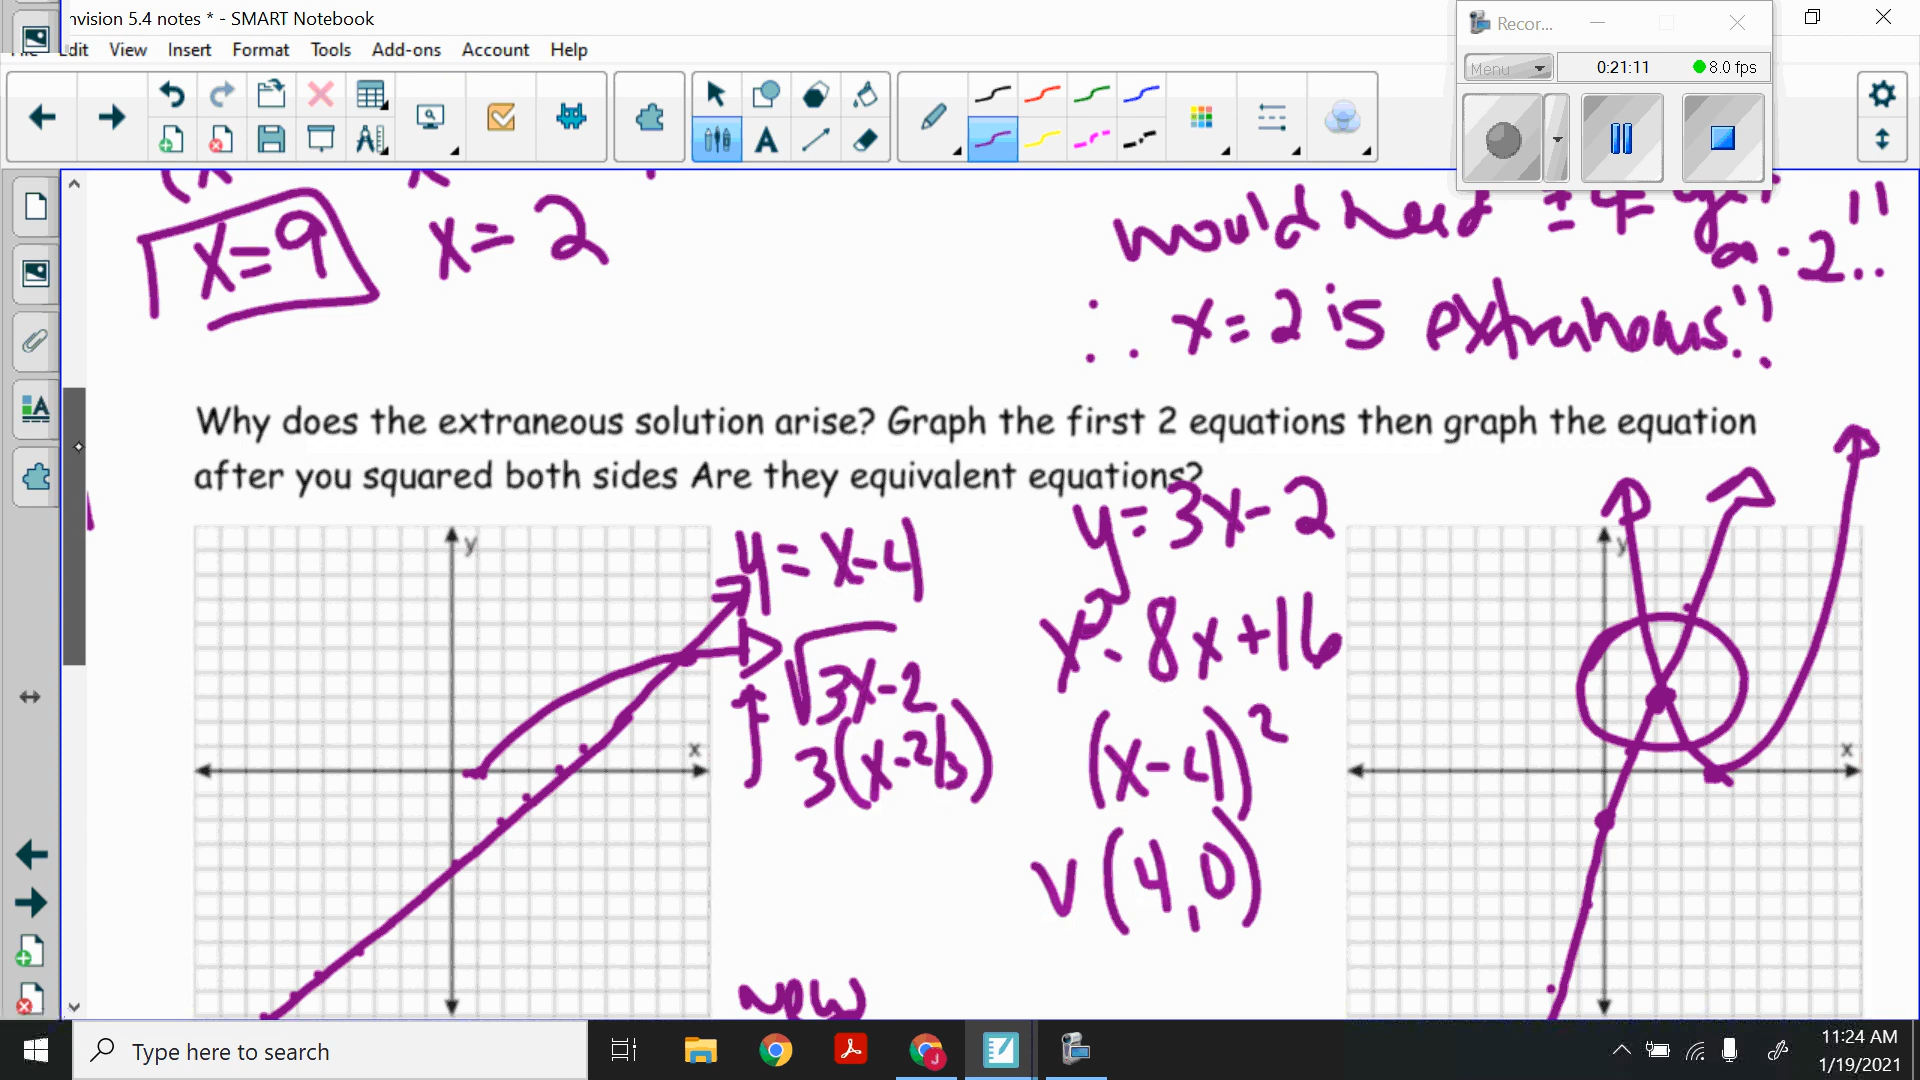 nvision 5.4 notes * - SMART Notebook
Edit View Insert Format Tools Add-ons Account Help
Recor...
Menu 0:21:11 8.0 fps
x=9 x= 2
would need ± 4
a -2"
∴ x = 2 is extraneous!!
Why does the extraneous solution arise? Graph the first 2 equations then graph the equation
after you squared both sides Are they equivalent equations?
y = x-4
√3x-2
3(x-2/3)
y = 3x-2
x²-8x+16
(x-4)²
V (4,0)
y
x
y
x
new
Type here to search
11:24 AM
1/19/2021